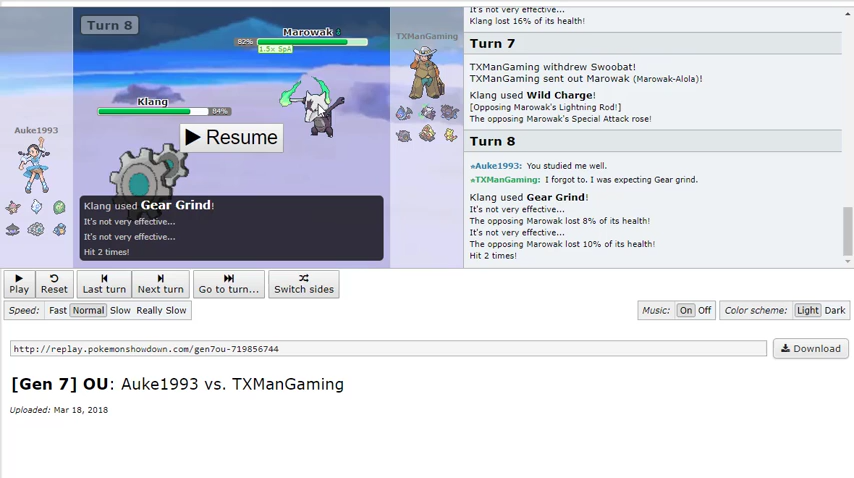 Turn 8
Marowak
82%
1.5× SpA
TXManGaming
Klang
84%
Auke1993
Resume
Klang used Gear Grind!
It's not very effective...
It's not very effective...
Hit 2 times!
It's not very effective...
Klang lost 16% of its health!
Turn 7
TXManGaming withdrew Swoobat!
TXManGaming sent out Marowak (Marowak-Alola)!
Klang used Wild Charge!
[Opposing Marowak's Lightning Rod!]
The opposing Marowak's Special Attack rose!
Turn 8
★Auke1993: You studied me well.
★TXManGaming: I forgot to. I was expecting Gear grind.
Klang used Gear Grind!
It's not very effective...
The opposing Marowak lost 8% of its health!
It's not very effective...
The opposing Marowak lost 10% of its health!
Hit 2 times!
Play Reset Last turn Next turn Go to turn... Switch sides
Speed: Fast Normal Slow Really Slow
Music: On Off Color scheme: Light Dark
http://replay.pokemonshowdown.com/gen7ou-719856744
Download
[Gen 7] OU: Auke1993 vs. TXManGaming
Uploaded: Mar 18, 2018